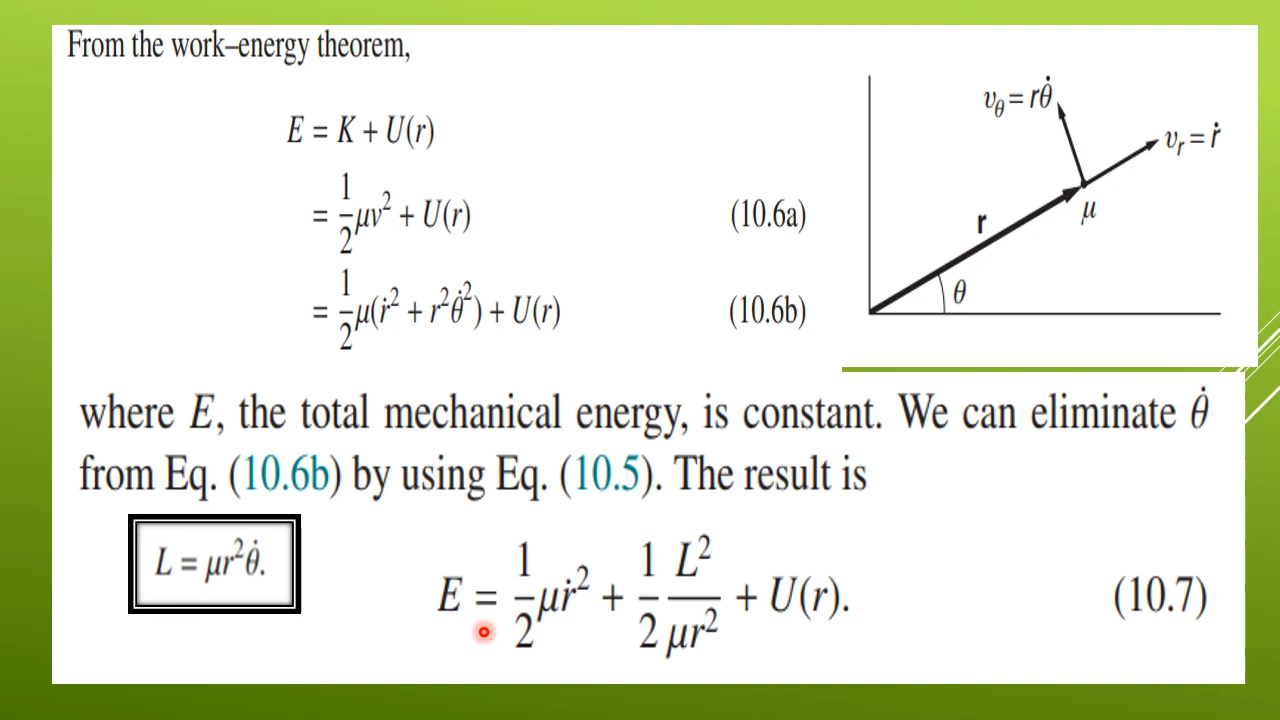 From the work–energy theorem,
E = K + U(r)
= 1/2 μv² + U(r) (10.6a)
= 1/2 μ(ṙ² + r²θ̇²) + U(r) (10.6b)
v_θ = rθ̇
v_r = ṙ
r
μ
θ
where E, the total mechanical energy, is constant. We can eliminate θ̇
from Eq. (10.6b) by using Eq. (10.5). The result is
L = μr²θ̇.
E = 1/2 μṙ² + 1/2 L²/μr² + U(r). (10.7)